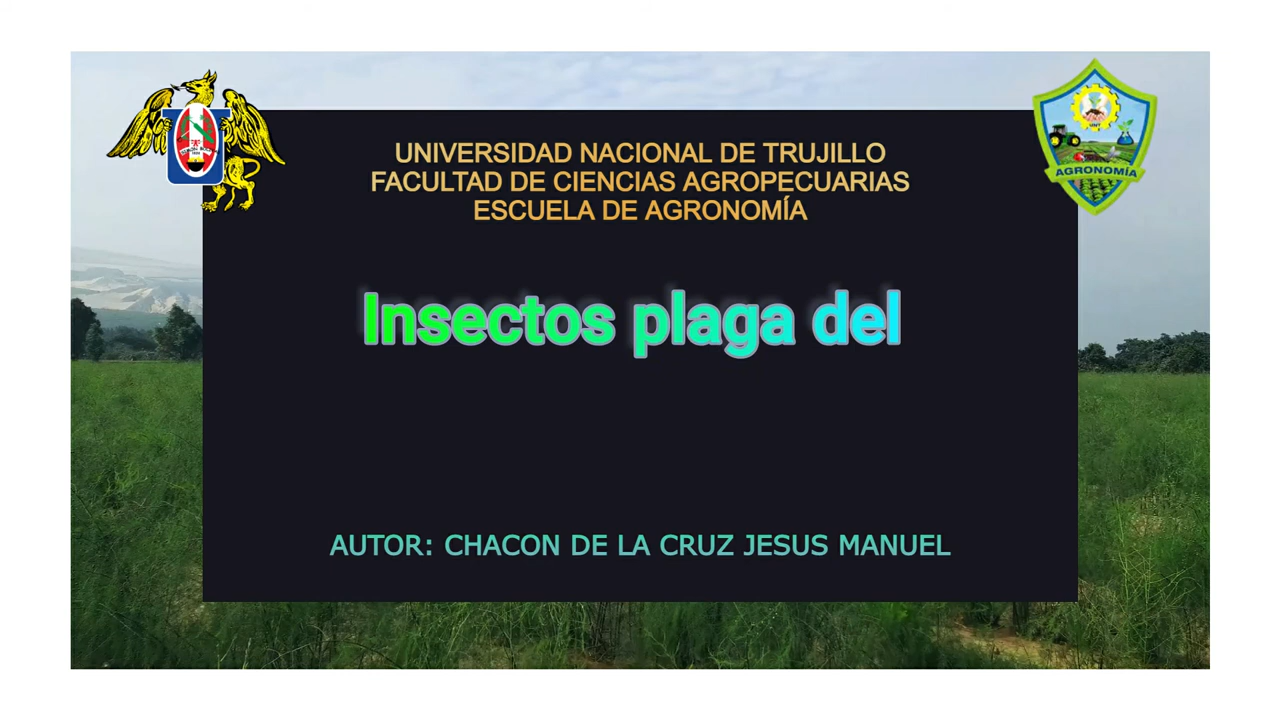 UNIVERSIDAD NACIONAL DE TRUJILLO
FACULTAD DE CIENCIAS AGROPECUARIAS
ESCUELA DE AGRONOMÍA
Insectos plaga del
AUTOR: CHACON DE LA CRUZ JESUS MANUEL
AGRONOMÍA